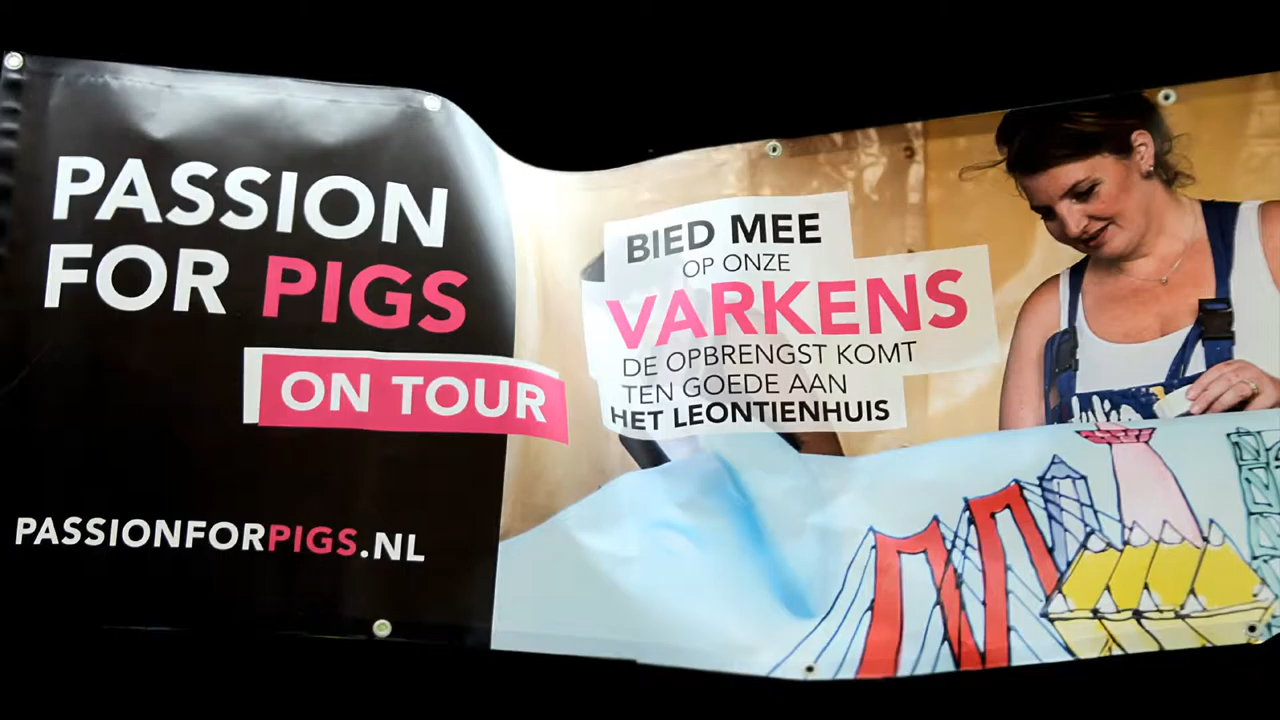 PASSION
FOR PIGS
ON TOUR
PASSIONFORPIGS.NL
BIED MEE
OP ONZE
VARKENS
DE OPBRENGST KOMT
TEN GOEDE AAN
HET LEONTIENHUIS